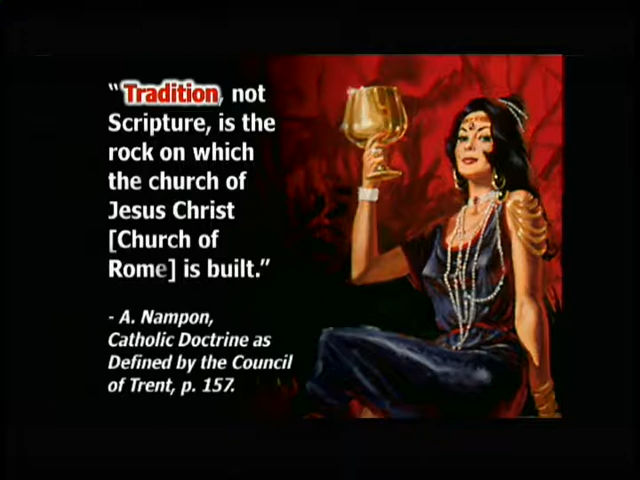 “Tradition, not
Scripture, is the
rock on which
the church of
Jesus Christ
[Church of
Rome] is built.”
- A. Nampon,
Catholic Doctrine as
Defined by the Council
of Trent, p. 157.